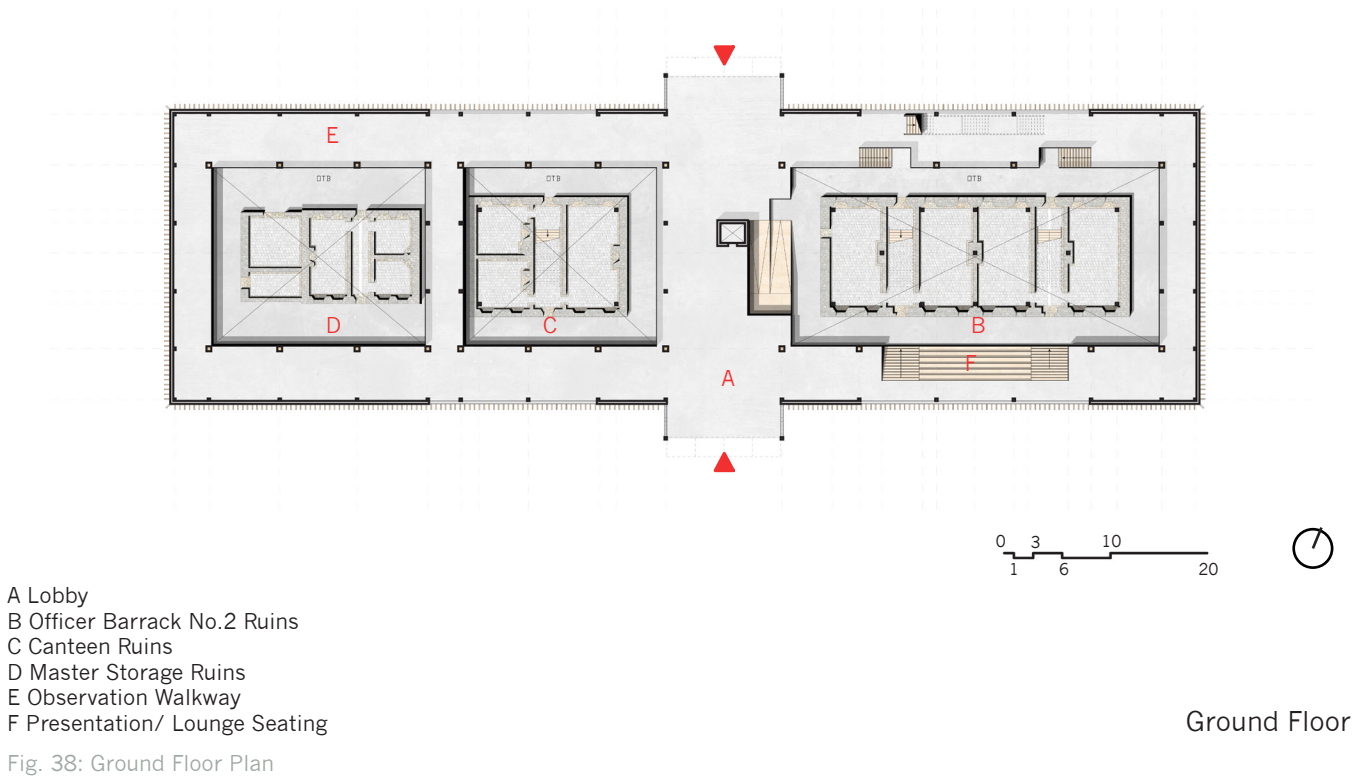 E
OTB
OTB
OTB
D
C
B
F
A
0 3 10
1 6 20
A Lobby
B Officer Barrack No.2 Ruins
C Canteen Ruins
D Master Storage Ruins
E Observation Walkway
F Presentation/ Lounge Seating
Ground Floor
Fig. 38: Ground Floor Plan